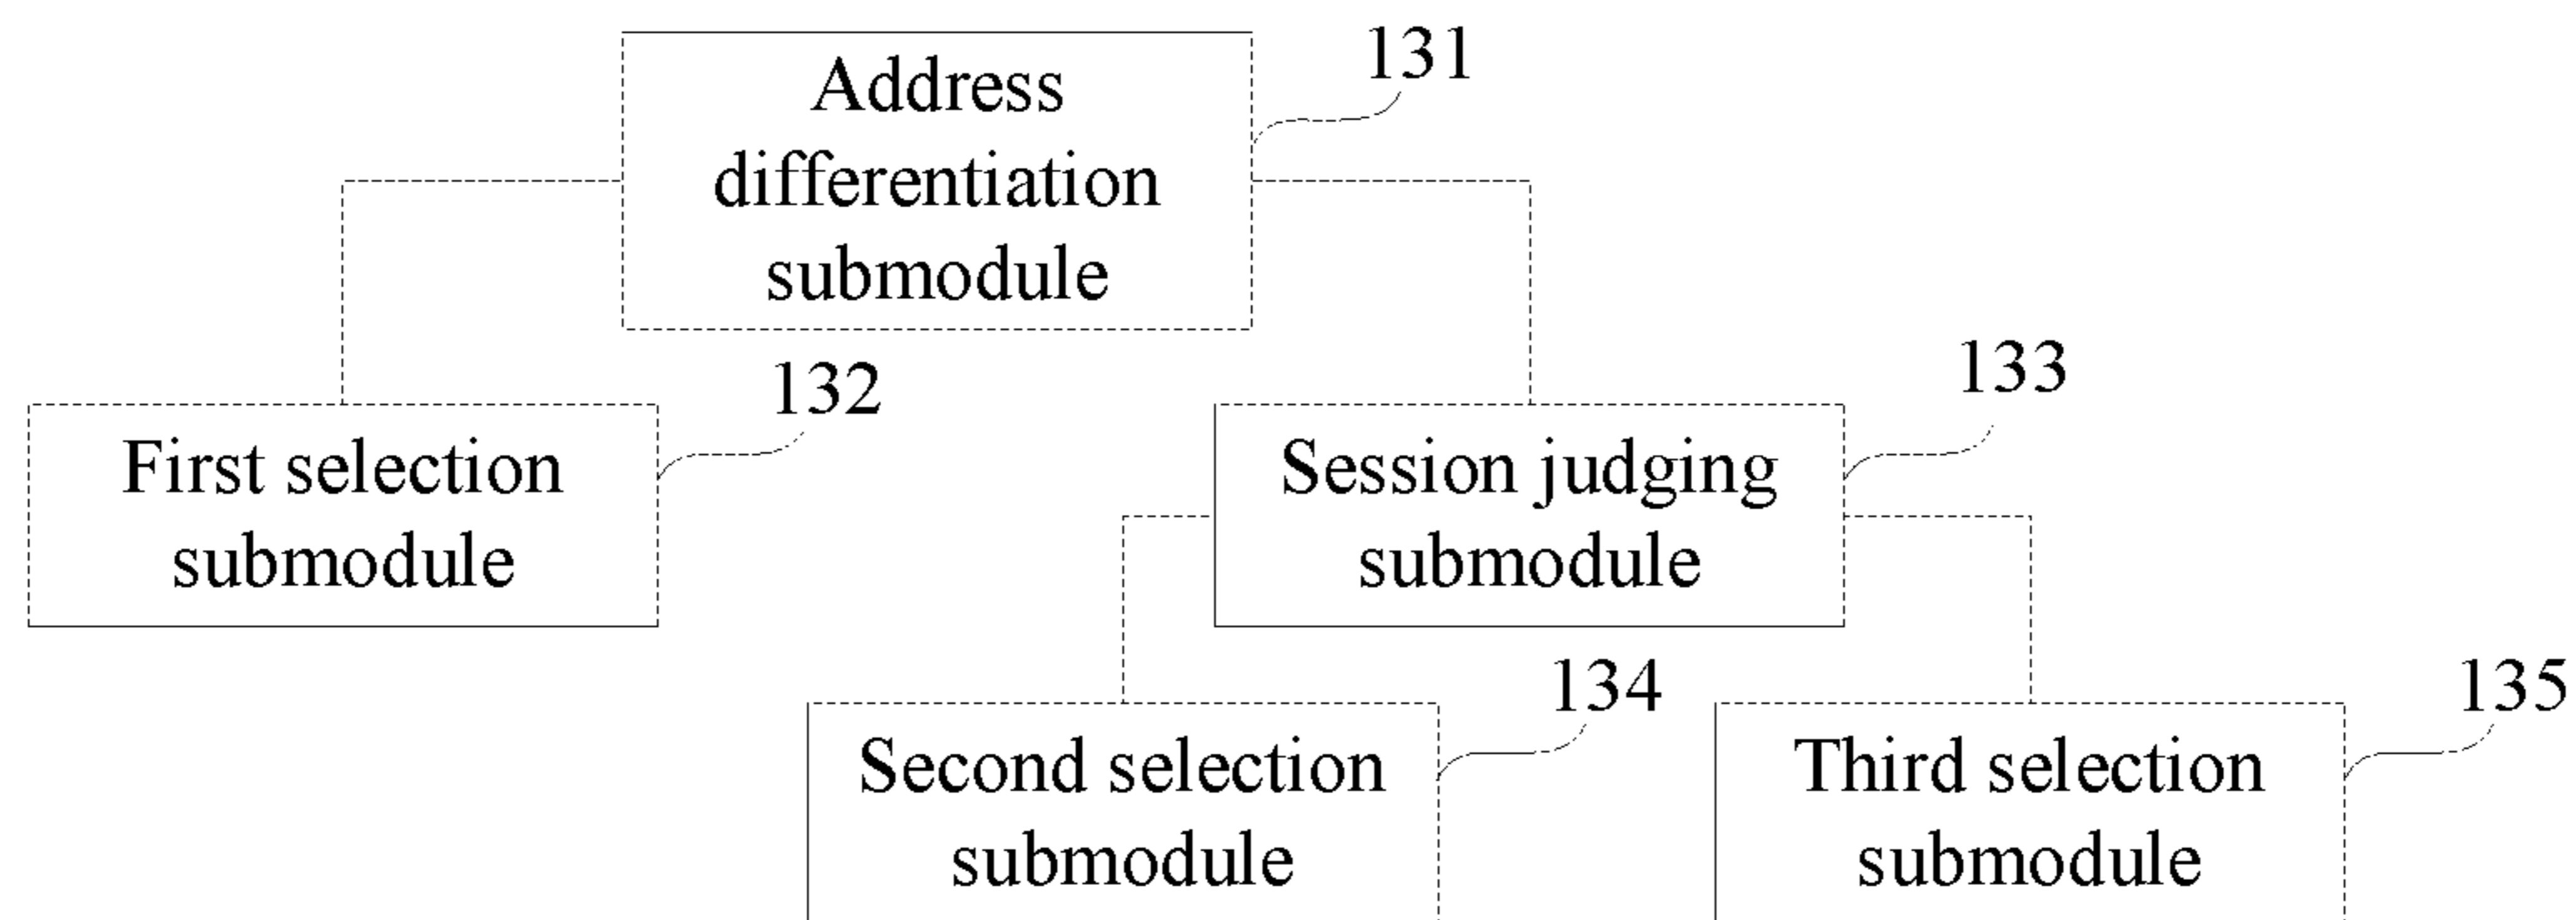 Address
differentiation
submodule
131
First selection
submodule
132
Session judging
submodule
133
Second selection
submodule
134
Third selection
submodule
135